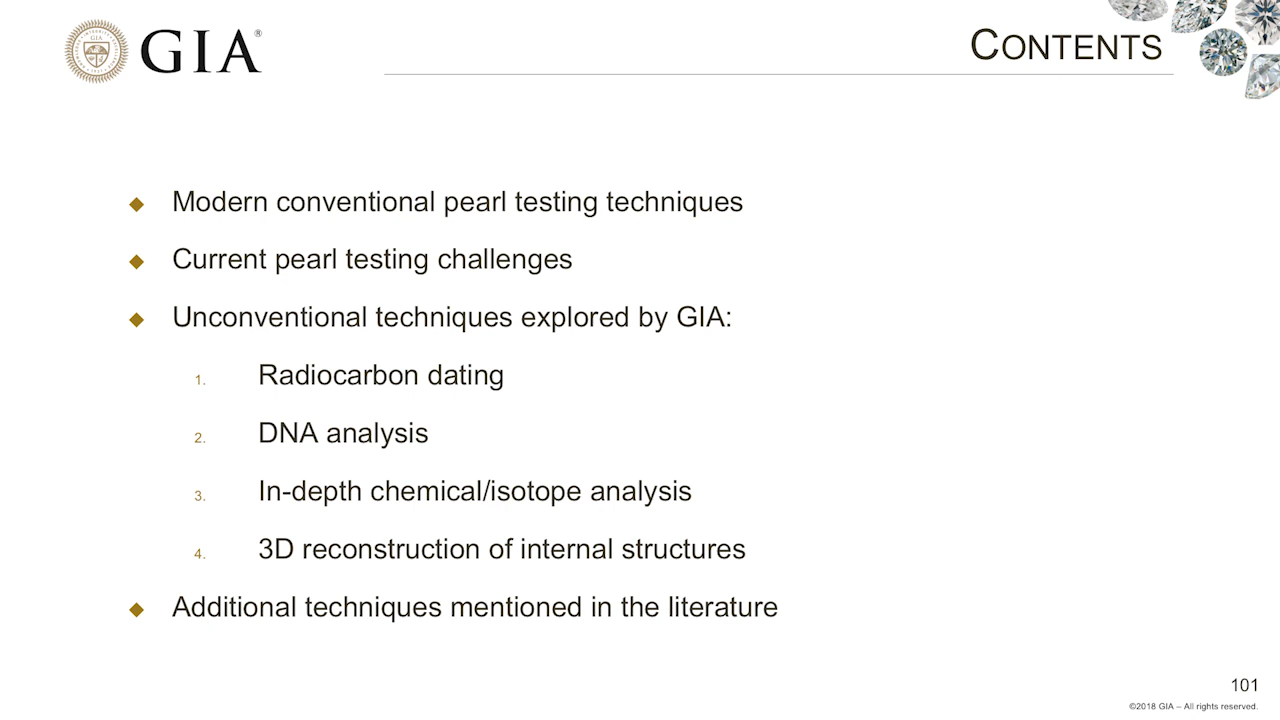 GIA®
CONTENTS
Modern conventional pearl testing techniques
Current pearl testing challenges
Unconventional techniques explored by GIA:
1. Radiocarbon dating
2. DNA analysis
3. In-depth chemical/isotope analysis
4. 3D reconstruction of internal structures
Additional techniques mentioned in the literature
101
©2018 GIA – All rights reserved.